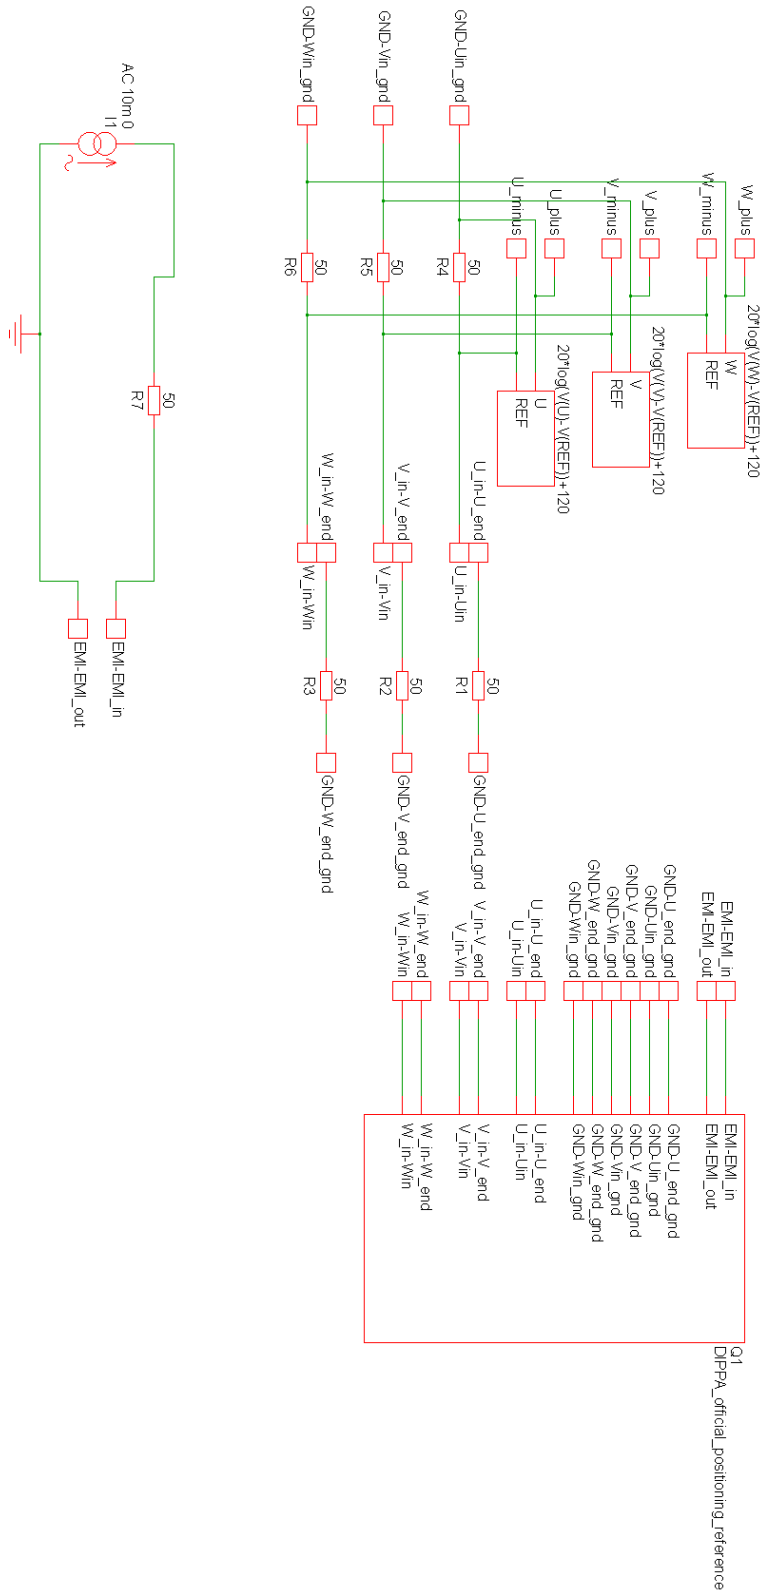 GND-Win_gnd
GND-Vin_gnd
GND-Uin_gnd
AC 10m 0
I1
U_minus
U_plus
V_minus
V_plus
W_minus
W_plus
50
R6
50
R5
50
R4
20*log(V(W)-V(REF))+120
W
REF
20*log(V(V)-V(REF))+120
V
REF
20*log(V(U)-V(REF))+120
U
REF
50
R7
W_in-W_end
W_in-Win
V_in-V_end
V_in-Vin
U_in-U_end
U_in-Uin
EMI-EMI_in
EMI-EMI_out
50
R3
50
R2
50
R1
GND-W_end_gnd
GND-V_end_gnd
GND-U_end_gnd
EMI-EMI_in
EMI-EMI_out
GND-U_end_gnd
GND-Uin_gnd
GND-V_end_gnd
GND-Vin_gnd
GND-W_end_gnd
GND-Win_gnd
U_in-U_end
U_in-Uin
V_in-V_end
V_in-Vin
W_in-W_end
W_in-Win
EMI-EMI_in
EMI-EMI_out
GND-U_end_gnd
GND-Uin_gnd
GND-V_end_gnd
GND-Vin_gnd
GND-W_end_gnd
GND-Win_gnd
U_in-U_end
U_in-Uin
V_in-V_end
V_in-Vin
W_in-W_end
W_in-Win
Q1
DIPPA_official_positioning_reference